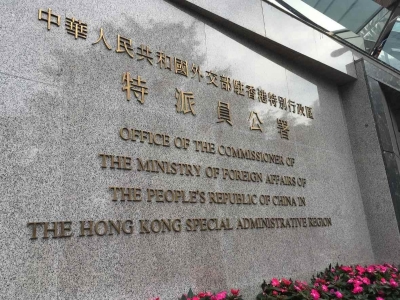 中華人民共和國外交部駐香港特別行政區
特派員公署
OFFICE OF THE COMMISSIONER OF
THE MINISTRY OF FOREIGN AFFAIRS OF
THE PEOPLE'S REPUBLIC OF CHINA IN
THE HONG KONG SPECIAL ADMINISTRATIVE REGION